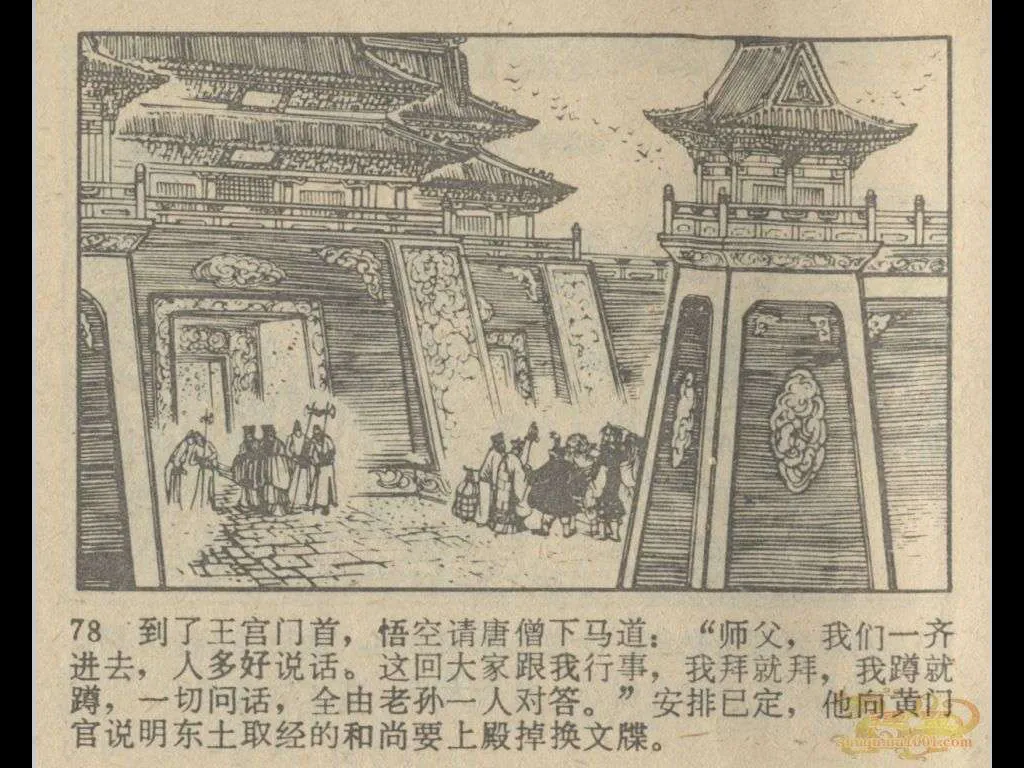 78 到了王宫门首，悟空请唐僧下马道：“师父，我们一齐
进去，人多好说话。这回大家跟我行事，我拜就拜，我蹲就
蹲，一切问话，全由老孙一人对答。”安排已定，他向黄门
官说明东土取经的和尚要上殿掉换文牒。